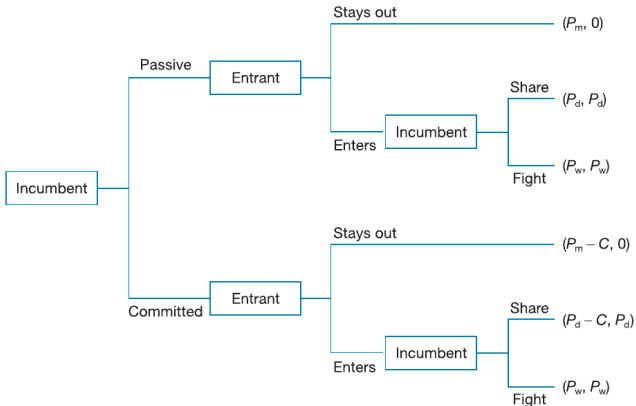 Stays out
(Pm, 0)
Passive
Entrant
Share
(Pd, Pd)
Enters
Incumbent
Fight
(Pw, Pw)
Incumbent
Stays out
(Pm – C, 0)
Committed
Entrant
Share
(Pd – C, Pd)
Enters
Incumbent
Fight
(Pw, Pw)